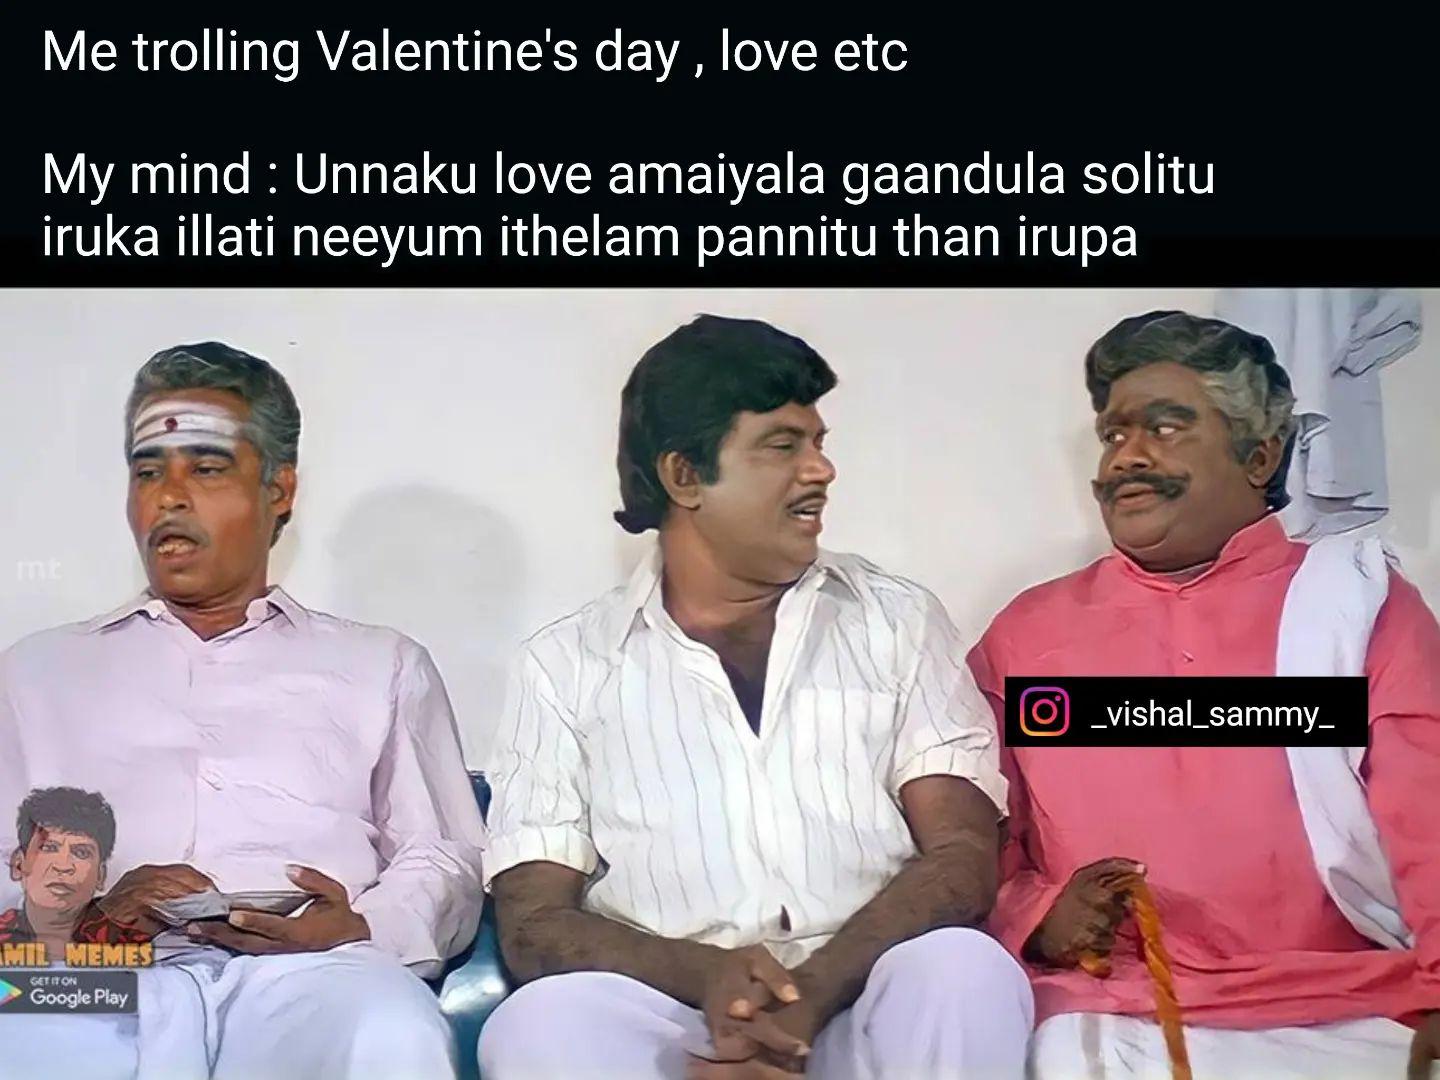 Me trolling Valentine's day , love etc
My mind : Unnaku love amaiyala gaandula solitu
iruka illati neeyum ithelam pannitu than irupa
mt
_vishal_sammy_
AMIL MEMES
GET IT ON
Google Play